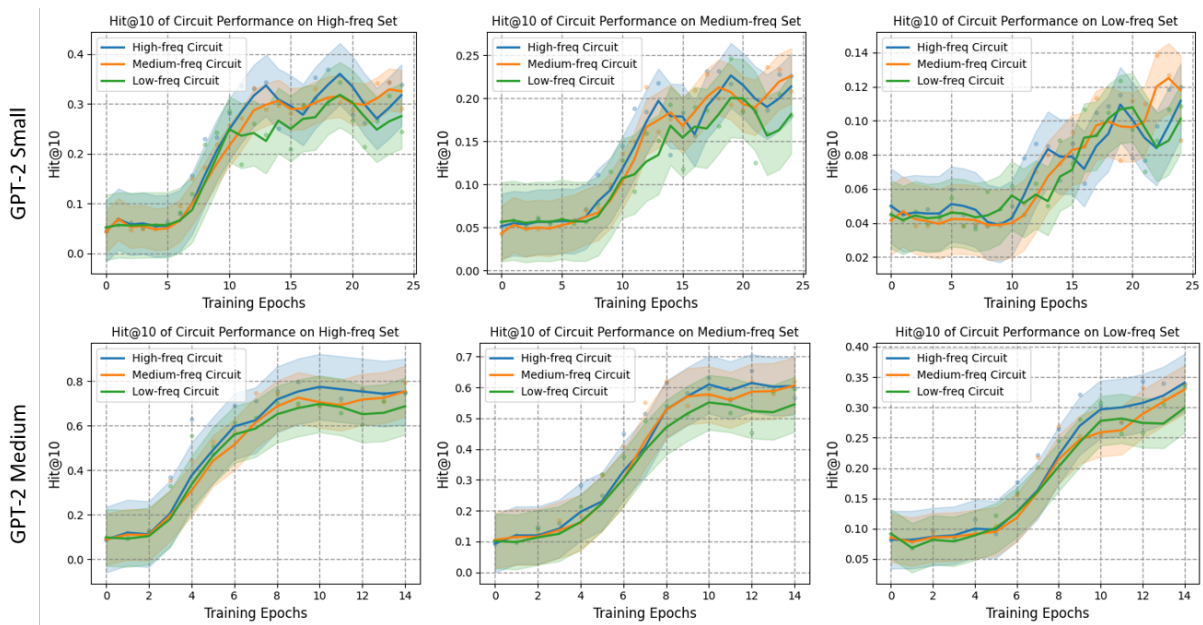 GPT-2 Small
Hit@10 of Circuit Performance on High-freq Set
Hit@10
0.4
0.3
0.2
0.1
0.0
High-freq Circuit
Medium-freq Circuit
Low-freq Circuit
0 5 10 15 20 25
Training Epochs
Hit@10 of Circuit Performance on Medium-freq Set
Hit@10
0.25
0.20
0.15
0.10
0.05
0.00
High-freq Circuit
Medium-freq Circuit
Low-freq Circuit
0 5 10 15 20 25
Training Epochs
Hit@10 of Circuit Performance on Low-freq Set
Hit@10
0.14
0.12
0.10
0.08
0.06
0.04
0.02
High-freq Circuit
Medium-freq Circuit
Low-freq Circuit
0 5 10 15 20 25
Training Epochs
GPT-2 Medium
Hit@10 of Circuit Performance on High-freq Set
Hit@10
0.8
0.6
0.4
0.2
0.0
High-freq Circuit
Medium-freq Circuit
Low-freq Circuit
0 2 4 6 8 10 12 14
Training Epochs
Hit@10 of Circuit Performance on Medium-freq Set
Hit@10
0.7
0.6
0.5
0.4
0.3
0.2
0.1
0.0
High-freq Circuit
Medium-freq Circuit
Low-freq Circuit
0 2 4 6 8 10 12 14
Training Epochs
Hit@10 of Circuit Performance on Low-freq Set
Hit@10
0.40
0.35
0.30
0.25
0.20
0.15
0.10
0.05
High-freq Circuit
Medium-freq Circuit
Low-freq Circuit
0 2 4 6 8 10 12 14
Training Epochs